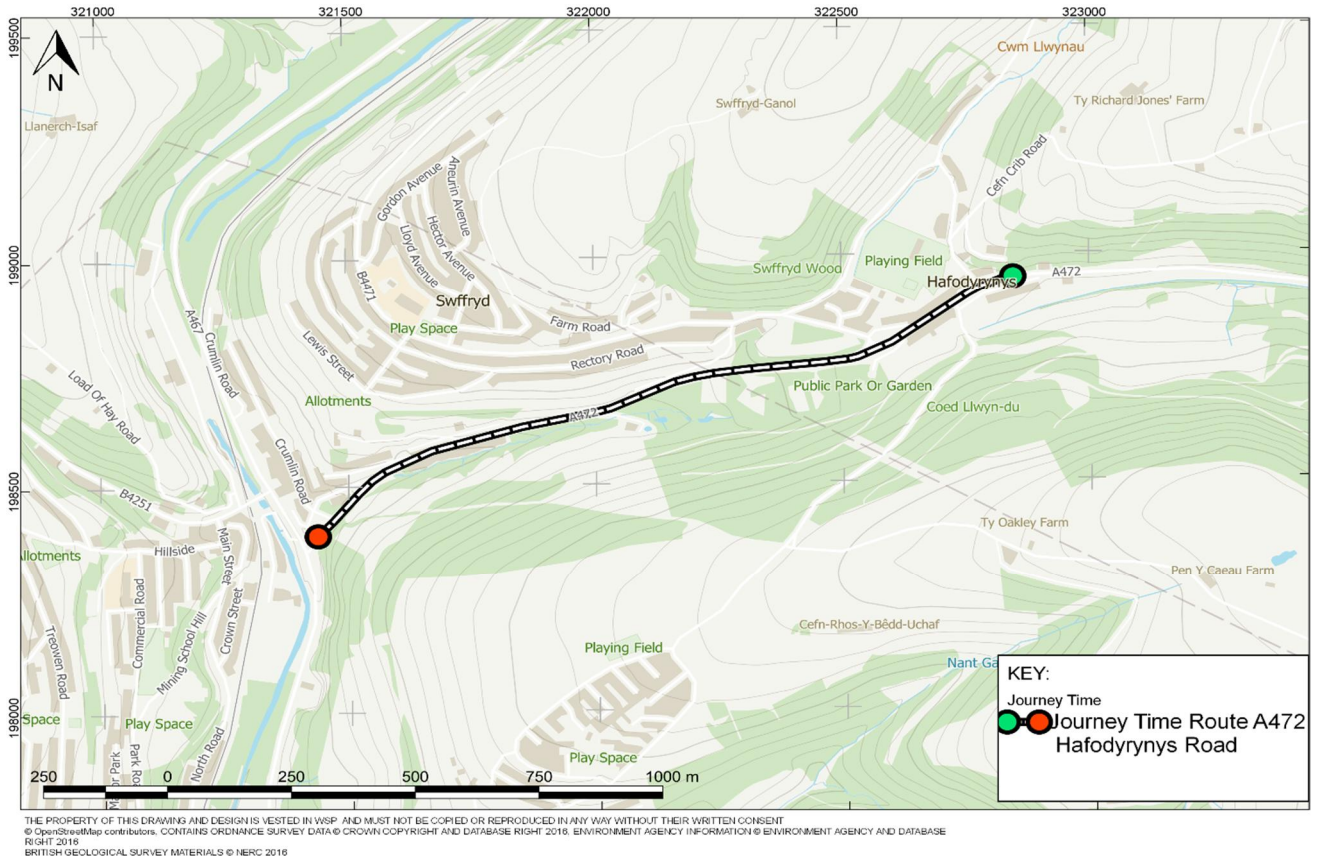 321000
321500
322000
322500
323000
199500
N
Cwm Llwynau
Swffryd-Ganol
Ty Richard Jones' Farm
Llanerch-Isaf
Gordon Avenue
Aneurin Avenue
Cefn Crib Road
Hector Avenue
Lloyd Avenue
199000
B4471
Swffryd
Swffryd Wood
Playing Field
Hafodyrynys
A472
A467
Play Space
Farm Road
Crumlin Road
Lewis Street
Rectory Road
Public Park Or Garden
Load Of Hay Road
Allotments
A472
Coed Llwyn-du
Crumlin Road
198500
B4251
Ty Oakley Farm
Allotments
Hillside
Main Street
Pen Y Caeau Farm
Commercial Road
Crown Street
Mining School Hill
Cefn-Rhos-Y-Bêdd-Uchaf
Treowen Road
Playing Field
Nant Ga
198000
Space
Play Space
North Road
Park Ro
Play Space
KEY:
Journey Time
Journey Time Route A472
Hafodyrynys Road
250 0 250 500 750 1000 m
THE PROPERTY OF THIS DRAWING AND DESIGN IS VESTED IN WSP AND MUST NOT BE COPIED OR REPRODUCED IN ANY WAY WITHOUT THEIR WRITTEN CONSENT
© OpenStreetMap contributors, CONTAINS ORDNANCE SURVEY DATA © CROWN COPYRIGHT AND DATABASE RIGHT 2016, ENVIRONMENT AGENCY INFORMATION © ENVIRONMENT AGENCY AND DATABASE
RIGHT 2016
BRITISH GEOLOGICAL SURVEY MATERIALS © NERC 2016